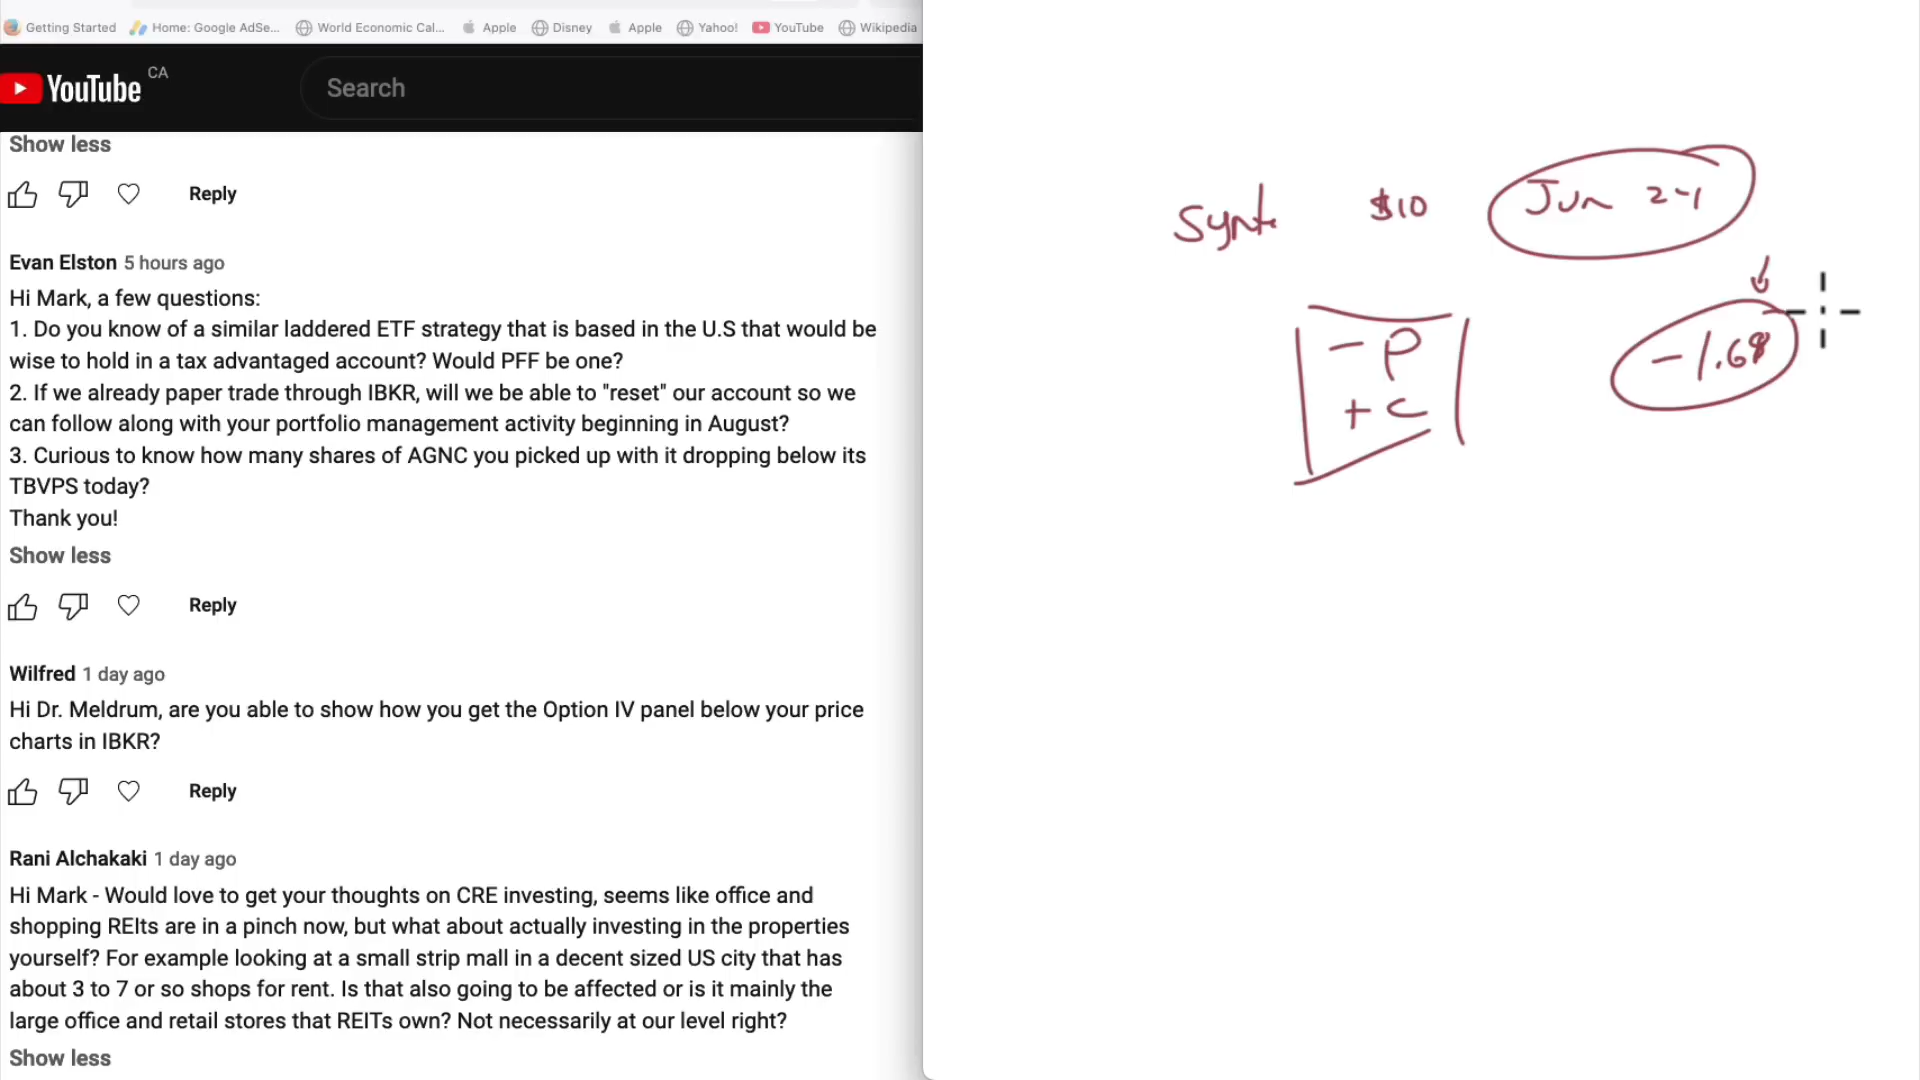 Getting Started Home: Google AdSe... World Economic Cal... Apple Disney Apple Yahoo! YouTube Wikipedia
YouTube CA
Search
Show less
Reply
Evan Elston 5 hours ago
Hi Mark, a few questions:
1. Do you know of a similar laddered ETF strategy that is based in the U.S that would be
wise to hold in a tax advantaged account? Would PFF be one?
2. If we already paper trade through IBKR, will we be able to "reset" our account so we
can follow along with your portfolio management activity beginning in August?
3. Curious to know how many shares of AGNC you picked up with it dropping below its
TBVPS today?
Thank you!
Show less
Reply
Wilfred 1 day ago
Hi Dr. Meldrum, are you able to show how you get the Option IV panel below your price
charts in IBKR?
Reply
Rani Alchakaki 1 day ago
Hi Mark - Would love to get your thoughts on CRE investing, seems like office and
shopping REIts are in a pinch now, but what about actually investing in the properties
yourself? For example looking at a small strip mall in a decent sized US city that has
about 3 to 7 or so shops for rent. Is that also going to be affected or is it mainly the
large office and retail stores that REITs own? Not necessarily at our level right?
Show less
$10 Jun 24
- P
+ C
-1.68